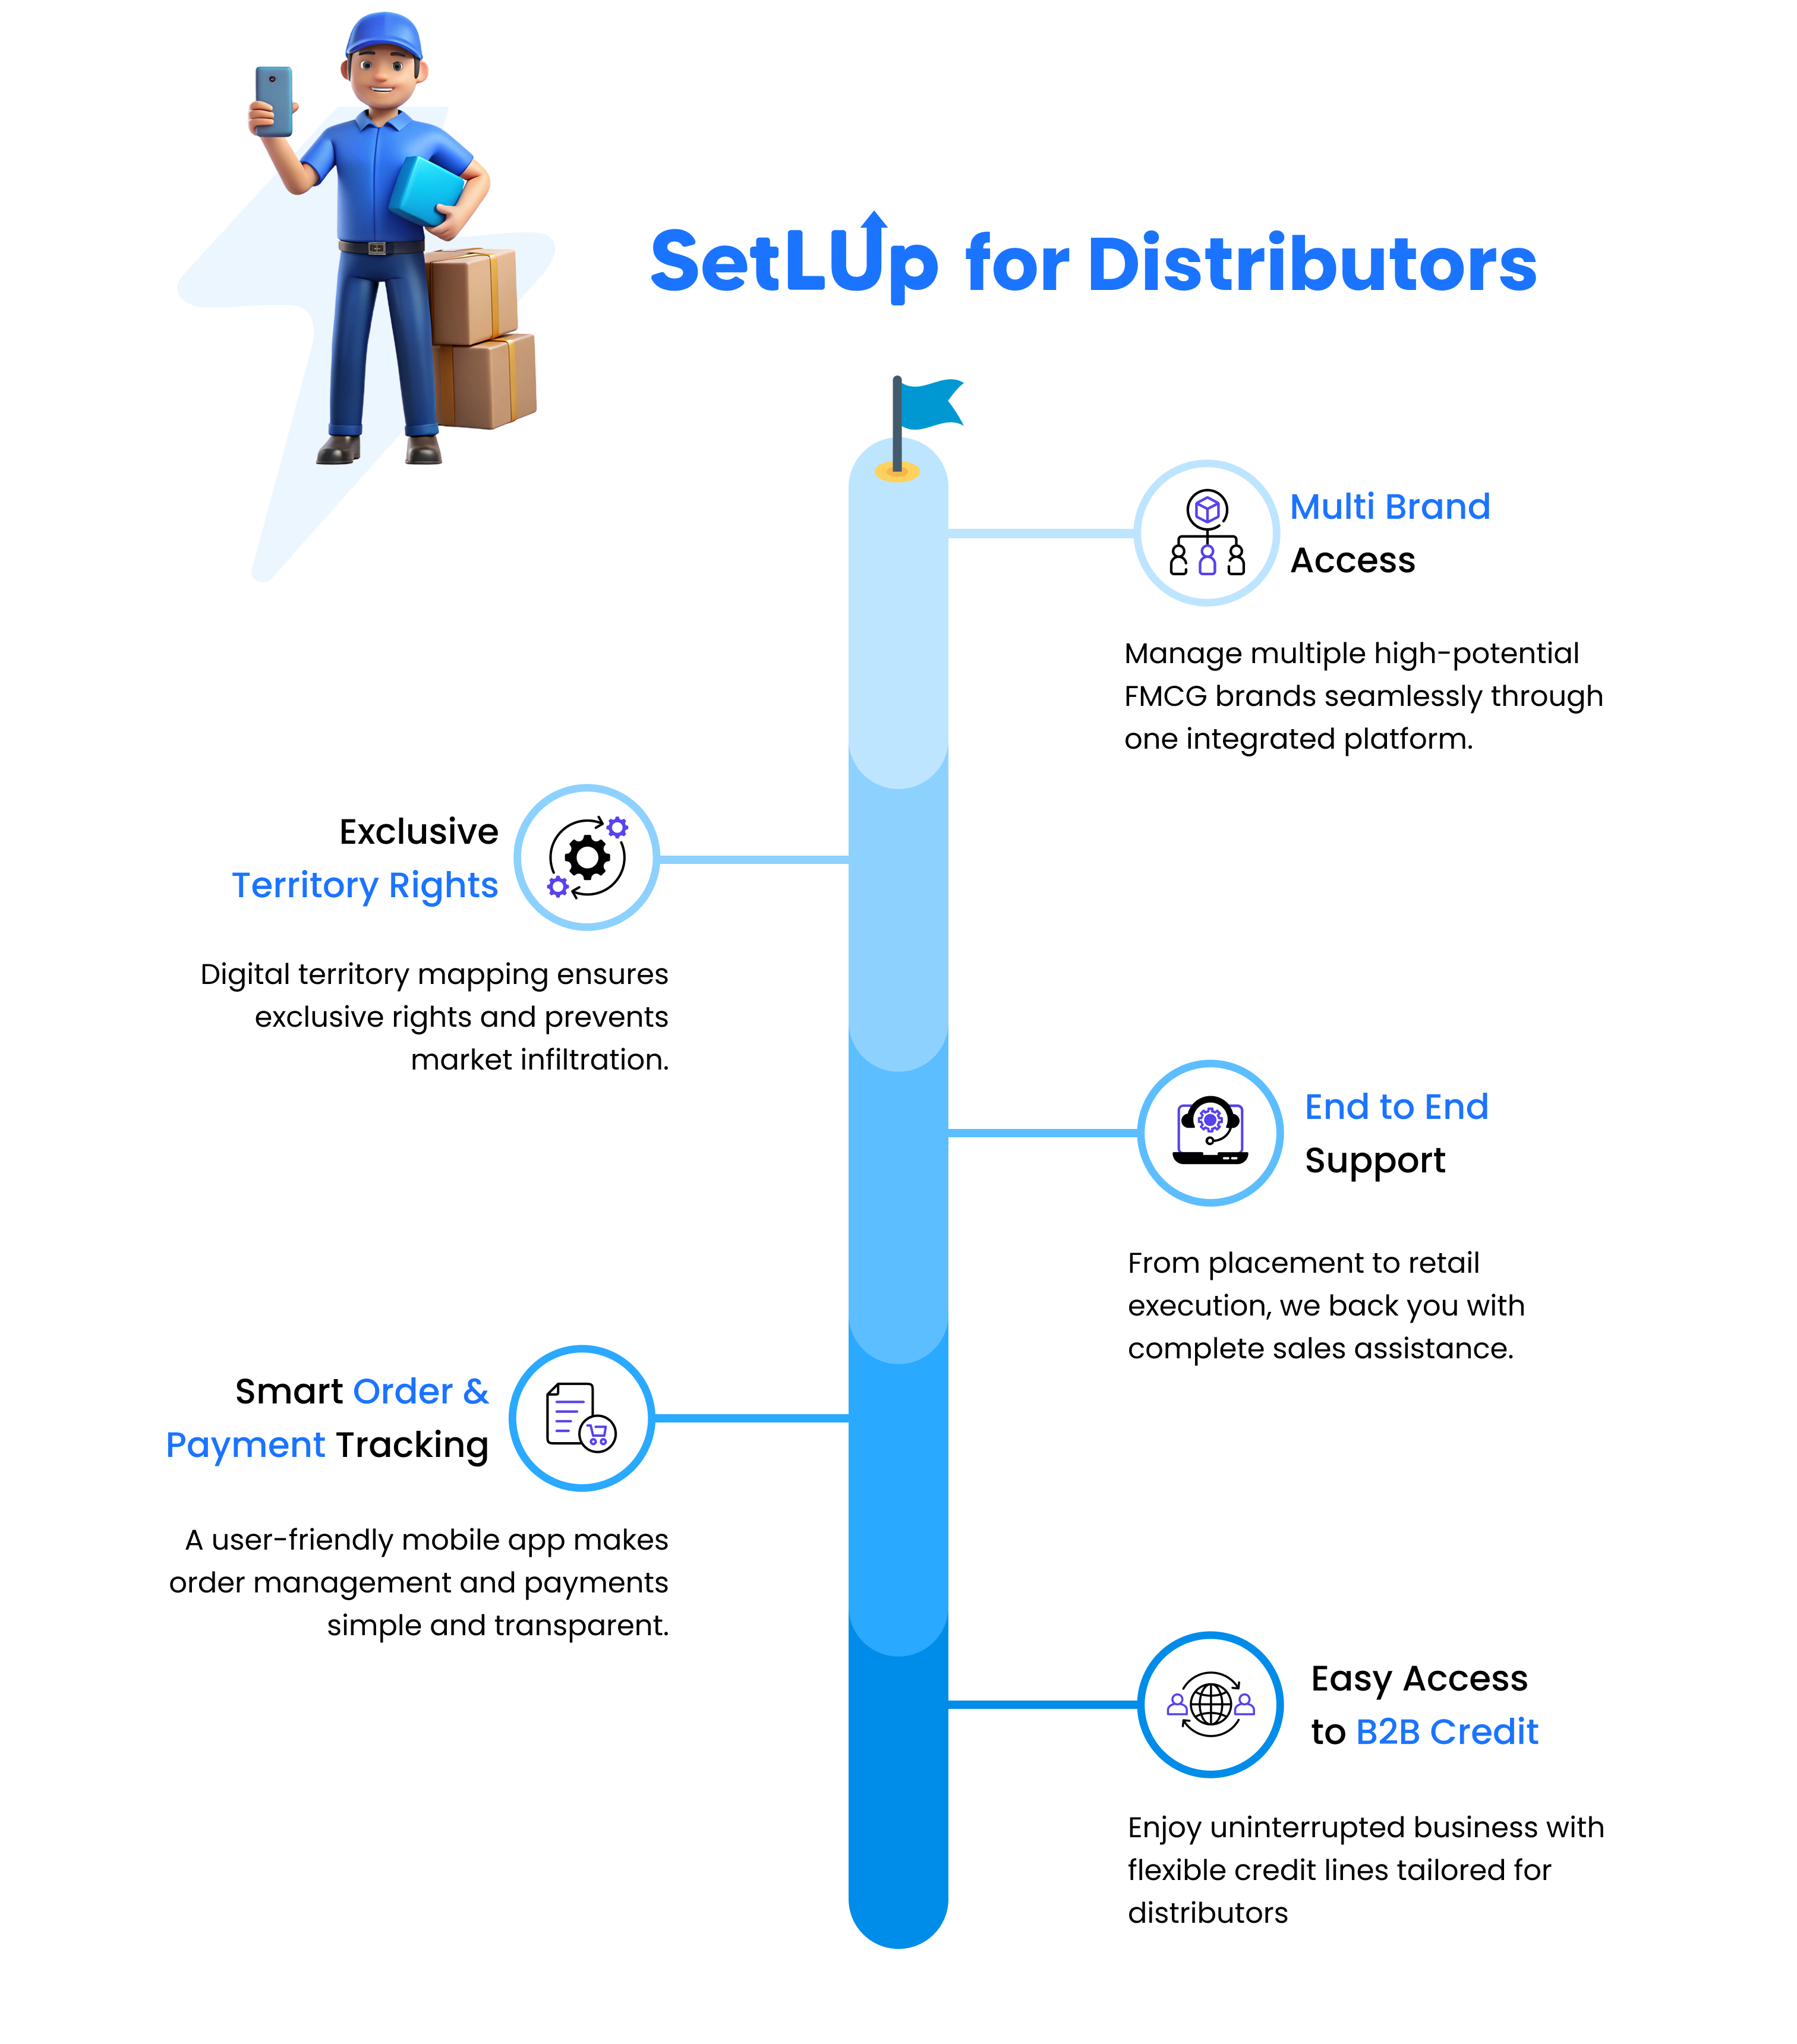 SetLUp for Distributors
Multi Brand
Access
Manage multiple high-potential
FMCG brands seamlessly through
one integrated platform.
Exclusive
Territory Rights
Digital territory mapping ensures
exclusive rights and prevents
market infiltration.
End to End
Support
From placement to retail
execution, we back you with
complete sales assistance.
Smart Order &
Payment Tracking
A user-friendly mobile app makes
order management and payments
simple and transparent.
Easy Access
to B2B Credit
Enjoy uninterrupted business with
flexible credit lines tailored for
distributors